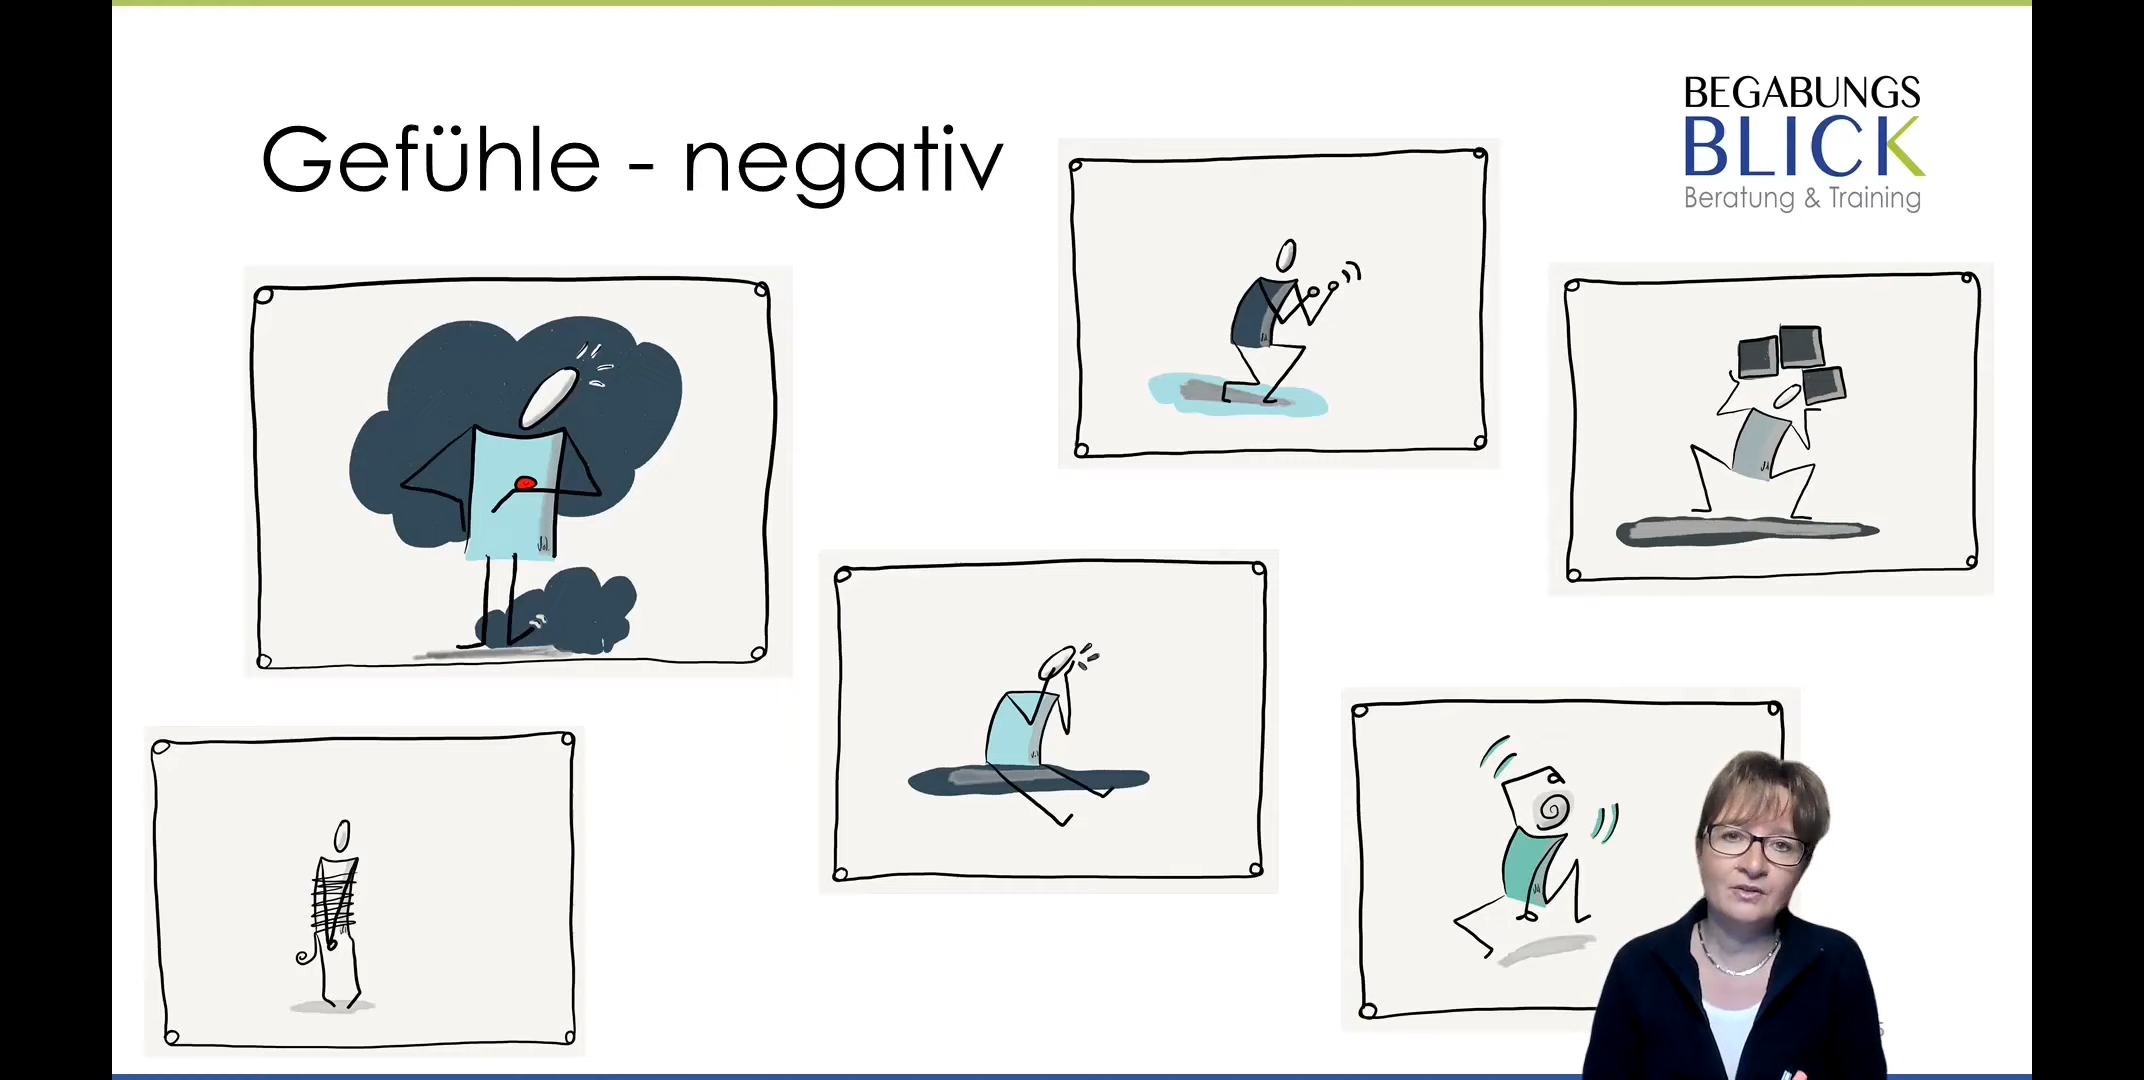 Gefühle - negativ
BEGABUNGS
BLICK
Beratung & Training